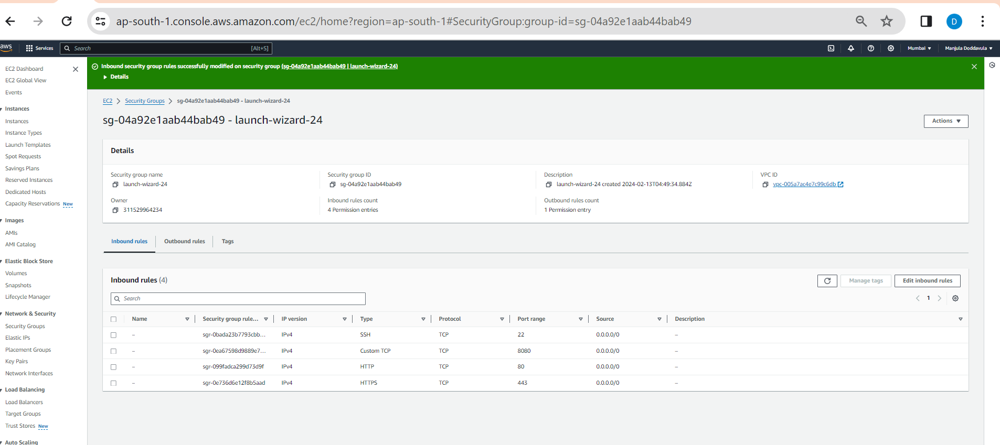 ap-south-1.console.aws.amazon.com/ec2/home?region=ap-south-1#SecurityGroup:group-id=sg-04a92e1aab44bab49
D
aws Services Search [Alt+S] Mumbai ▼ Manjula Doddavula ▼
EC2 Dashboard
EC2 Global View
Events
Instances
Instances
Instance Types
Launch Templates
Spot Requests
Savings Plans
Reserved Instances
Dedicated Hosts
Capacity Reservations New
Images
AMIs
AMI Catalog
Elastic Block Store
Volumes
Snapshots
Lifecycle Manager
Network & Security
Security Groups
Elastic IPs
Placement Groups
Key Pairs
Network Interfaces
Load Balancing
Load Balancers
Target Groups
Trust Stores New
Auto Scaling
Inbound security group rules successfully modified on security group (sg-04a92e1aab44bab49 | launch-wizard-24)
Details
EC2 > Security Groups > sg-04a92e1aab44bab49 - launch-wizard-24
sg-04a92e1aab44bab49 - launch-wizard-24
Actions ▼
Details
Security group name
launch-wizard-24
Security group ID
sg-04a92e1aab44bab49
Description
launch-wizard-24 created 2024-02-13T04:49:34.884Z
VPC ID
vpc-005a7ac4e7c99c6db
Owner
311529964234
Inbound rules count
4 Permission entries
Outbound rules count
1 Permission entry
Inbound rules Outbound rules Tags
Inbound rules (4)
Manage tags Edit inbound rules
Search
< 1 >
Name Security group rule... IP version Type Protocol Port range Source Description
– sgr-0bada23b7793cbb... IPv4 SSH TCP 22 0.0.0.0/0 –
– sgr-0ea67598d9889e7... IPv4 Custom TCP TCP 8080 0.0.0.0/0 –
– sgr-099fadca299d73d9f IPv4 HTTP TCP 80 0.0.0.0/0 –
– sgr-0e736d6e12f8b5aad IPv4 HTTPS TCP 443 0.0.0.0/0 –